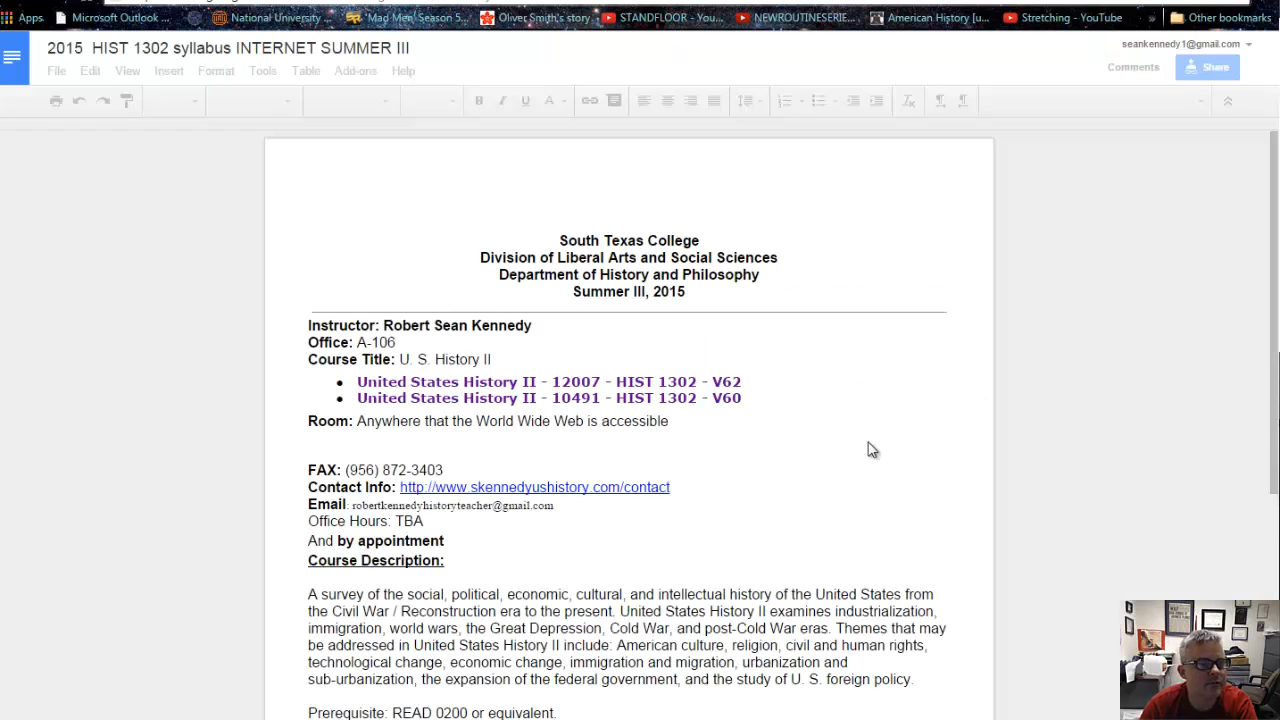 Apps Microsoft Outlook National University 'Mad Men' Season 5... Oliver Smith's story STANDFLOOR - You... NEWROUTINESERIE... American History [u... Stretching - YouTube » Other bookmarks
2015 HIST 1302 syllabus INTERNET SUMMER III
seankennedy1@gmail.com
File Edit View Insert Format Tools Table Add-ons Help
Comments Share
South Texas College
Division of Liberal Arts and Social Sciences
Department of History and Philosophy
Summer III, 2015
Instructor: Robert Sean Kennedy
Office: A-106
Course Title: U. S. History II
● United States History II - 12007 - HIST 1302 - V62
● United States History II - 10491 - HIST 1302 - V60
Room: Anywhere that the World Wide Web is accessible
FAX: (956) 872-3403
Contact Info: http://www.skennedyushistory.com/contact
Email: robertkennedyhistoryteacher@gmail.com
Office Hours: TBA
And by appointment
Course Description:
A survey of the social, political, economic, cultural, and intellectual history of the United States from
the Civil War / Reconstruction era to the present. United States History II examines industrialization,
immigration, world wars, the Great Depression, Cold War, and post-Cold War eras. Themes that may
be addressed in United States History II include: American culture, religion, civil and human rights,
technological change, economic change, immigration and migration, urbanization and
sub-urbanization, the expansion of the federal government, and the study of U. S. foreign policy.
Prerequisite: READ 0200 or equivalent.